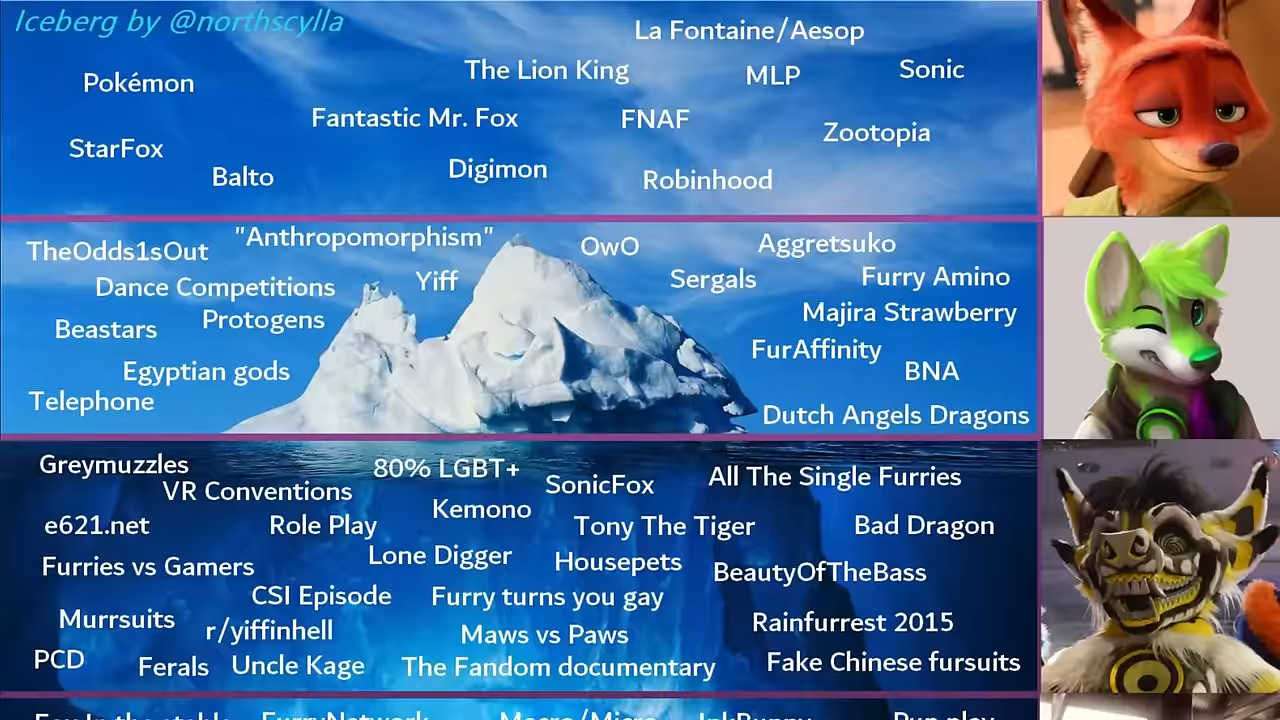 Iceberg by @northscylla
La Fontaine/Aesop
Pokémon
The Lion King
MLP
Sonic
Fantastic Mr. Fox
FNAF
Zootopia
StarFox
Balto
Digimon
Robinhood
TheOdds1sOut
"Anthropomorphism"
OwO
Aggretsuko
Dance Competitions
Yiff
Sergals
Furry Amino
Beastars
Protogens
Majira Strawberry
FurAffinity
Egyptian gods
BNA
Telephone
Dutch Angels Dragons
Greymuzzles
80% LGBT+
All The Single Furries
VR Conventions
SonicFox
Kemono
e621.net
Role Play
Tony The Tiger
Bad Dragon
Furries vs Gamers
Lone Digger
Housepets
BeautyOfTheBass
CSI Episode
Furry turns you gay
Murrsuits
r/yiffinhell
Maws vs Paws
Rainfurrest 2015
PCD
Ferals
Uncle Kage
The Fandom documentary
Fake Chinese fursuits
FurryNetwork
Macro/Micro
InkBunny